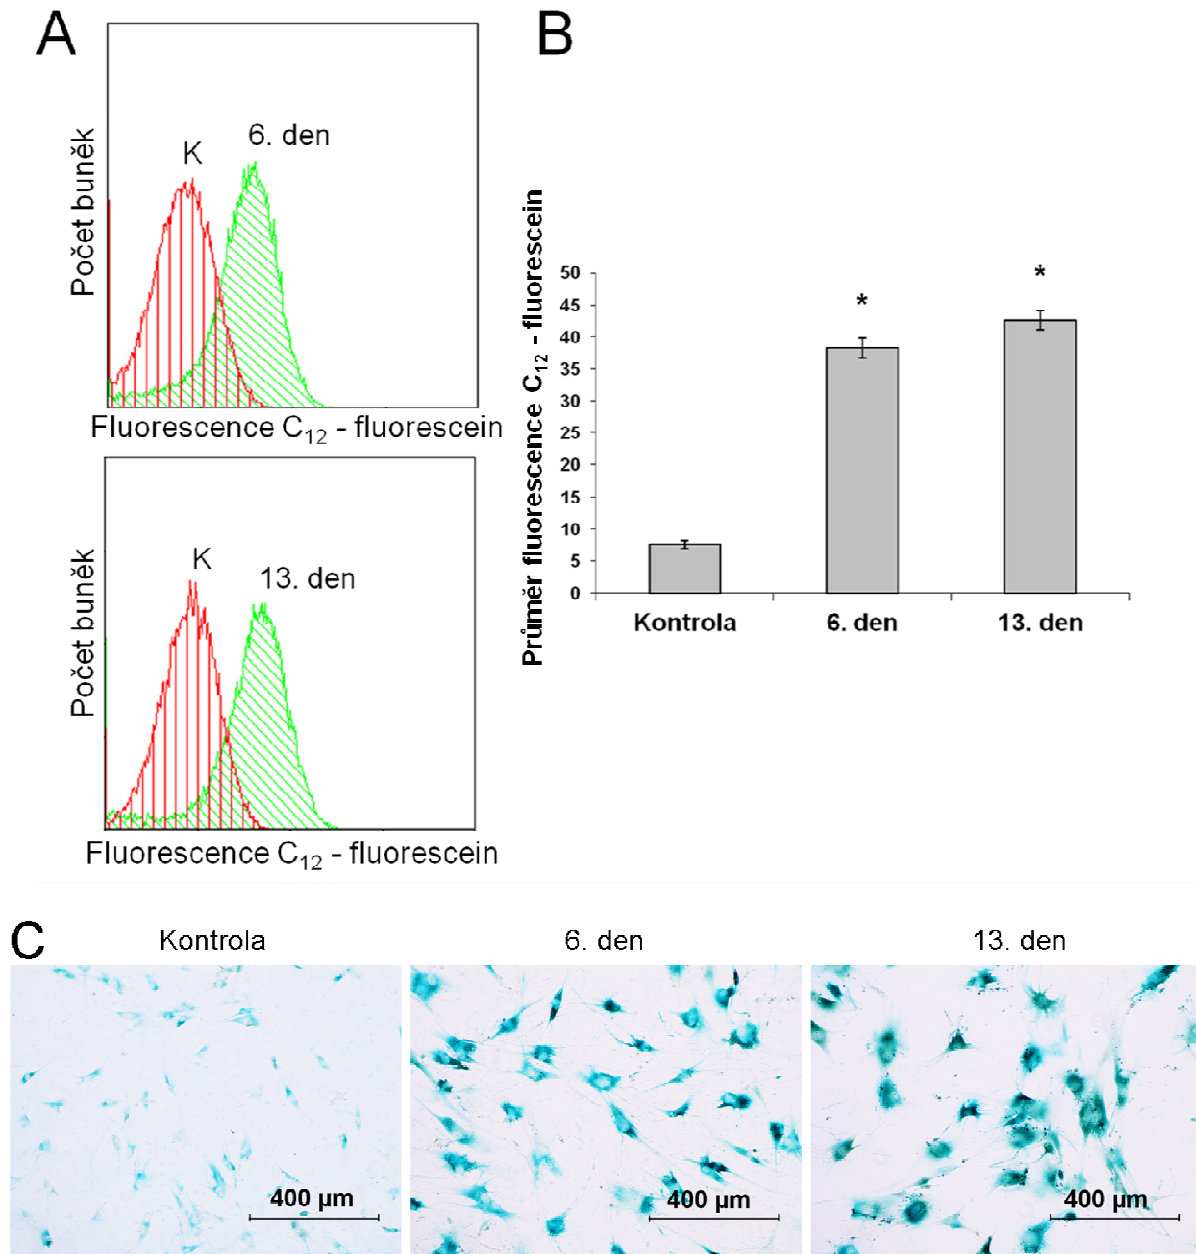 A
Počet buněk
K
6. den
Fluorescence C₁₂ - fluorescein
Počet buněk
K
13. den
Fluorescence C₁₂ - fluorescein
B
Průměr fluorescence C₁₂ - fluorescein
50
45
40
35
30
25
20
15
10
5
0
*
*
Kontrola
6. den
13. den
C
Kontrola
6. den
13. den
400 µm
400 µm
400 µm